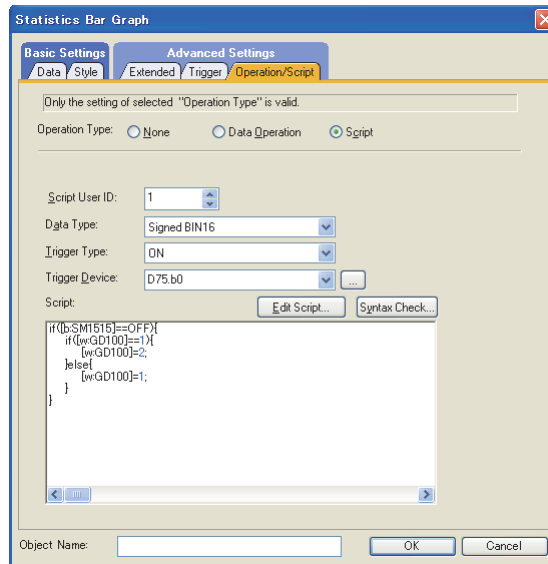 Statistics Bar Graph
Basic Settings Advanced Settings
Data Style Extended Trigger Operation/Script
Only the setting of selected "Operation Type" is valid.
Operation Type: None Data Operation Script
Script User ID: 1
Data Type: Signed BIN16
Trigger Type: ON
Trigger Device: D75.b0 ...
Script: Edit Script... Syntax Check...
if([b:SM1515]==OFF){
if([w:GD100]==1){
[w:GD100]=2;
}else{
[w:GD100]=1;
}
}
Object Name: OK Cancel